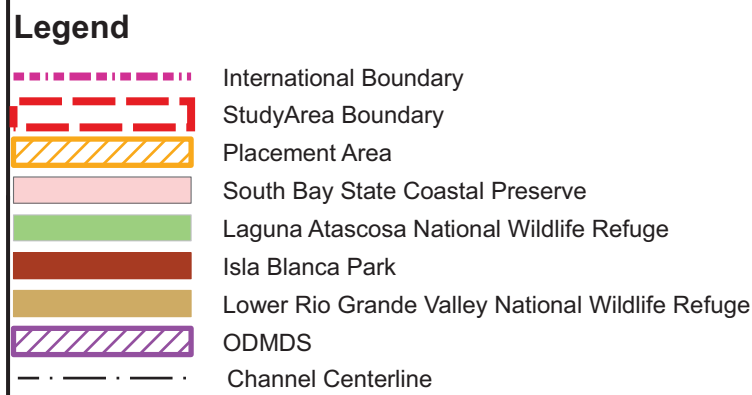 Legend
International Boundary
StudyArea Boundary
Placement Area
South Bay State Coastal Preserve
Laguna Atascosa National Wildlife Refuge
Isla Blanca Park
Lower Rio Grande Valley National Wildlife Refuge
ODMDS
Channel Centerline